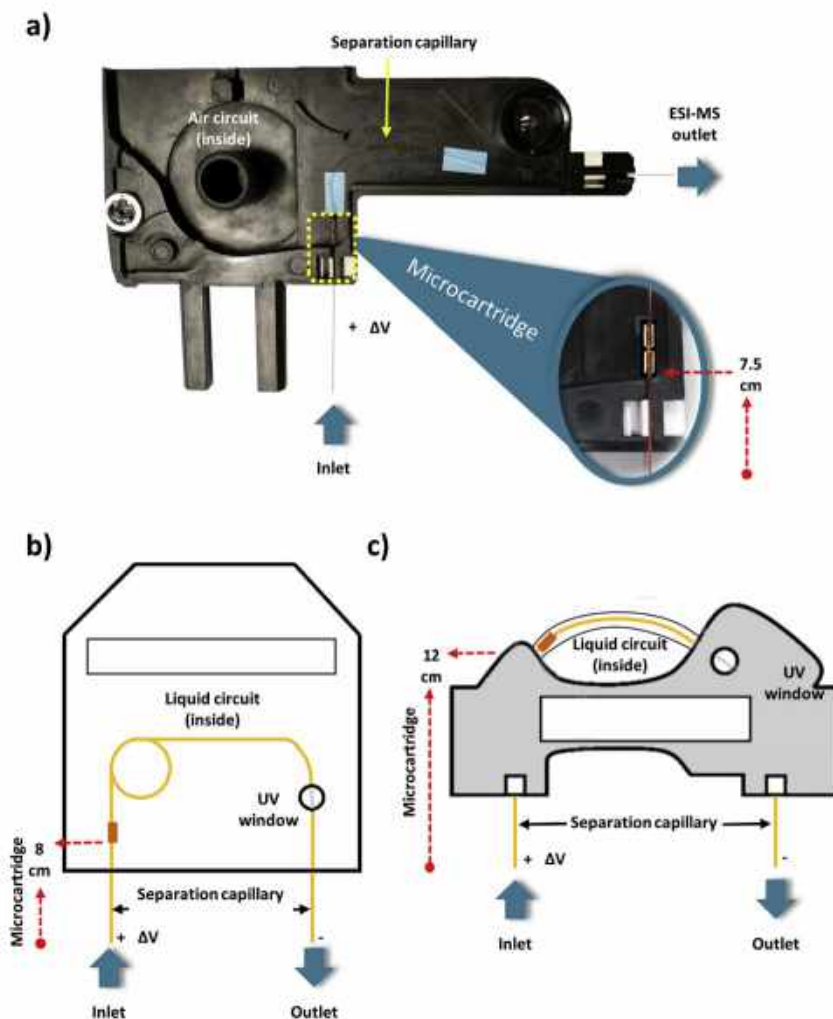 a)
Separation capillary
Air circuit
(inside)
ESI-MS
outlet
Microcartridge
+ ΔV
7.5
cm
Inlet
b)
Liquid circuit
(inside)
UV
window
Microcartridge
8
cm
Separation capillary
+ ΔV
-
Inlet
Outlet
c)
12
cm
Liquid circuit
(inside)
UV
window
Microcartridge
Separation capillary
+ ΔV
-
Inlet
Outlet